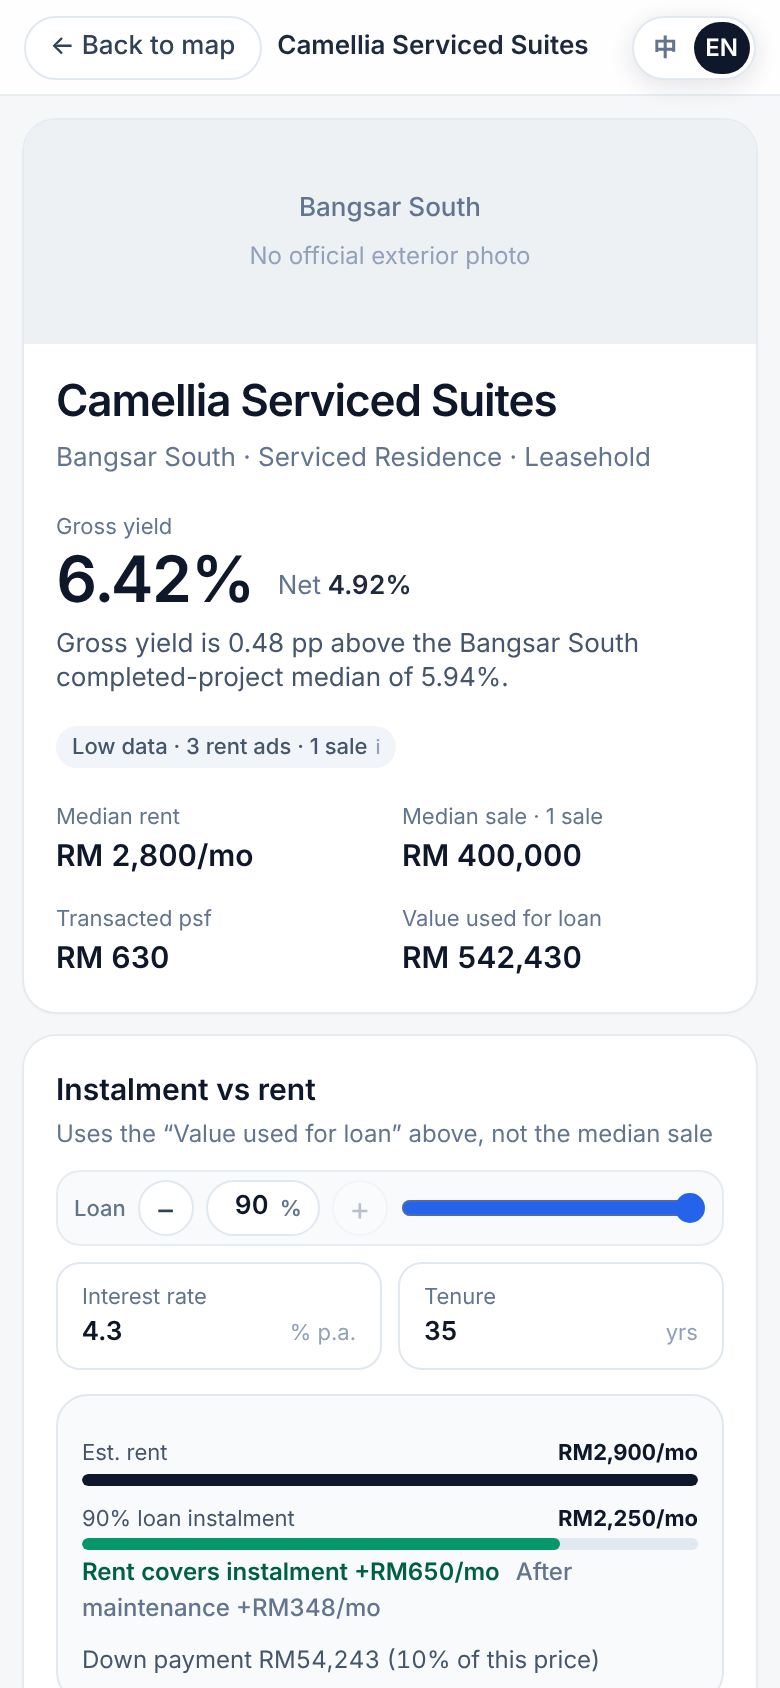 ← Back to map
Camellia Serviced Suites
中 EN
Bangsar South
No official exterior photo
Camellia Serviced Suites
Bangsar South · Serviced Residence · Leasehold
Gross yield
6.42% Net 4.92%
Gross yield is 0.48 pp above the Bangsar South
completed-project median of 5.94%.
Low data · 3 rent ads · 1 sale i
Median rent
RM 2,800/mo
Median sale · 1 sale
RM 400,000
Transacted psf
RM 630
Value used for loan
RM 542,430
Instalment vs rent
Uses the “Value used for loan” above, not the median sale
Loan − 90 % +
Interest rate
4.3 % p.a.
Tenure
35 yrs
Est. rent RM2,900/mo
90% loan instalment RM2,250/mo
Rent covers instalment +RM650/mo After
maintenance +RM348/mo
Down payment RM54,243 (10% of this price)